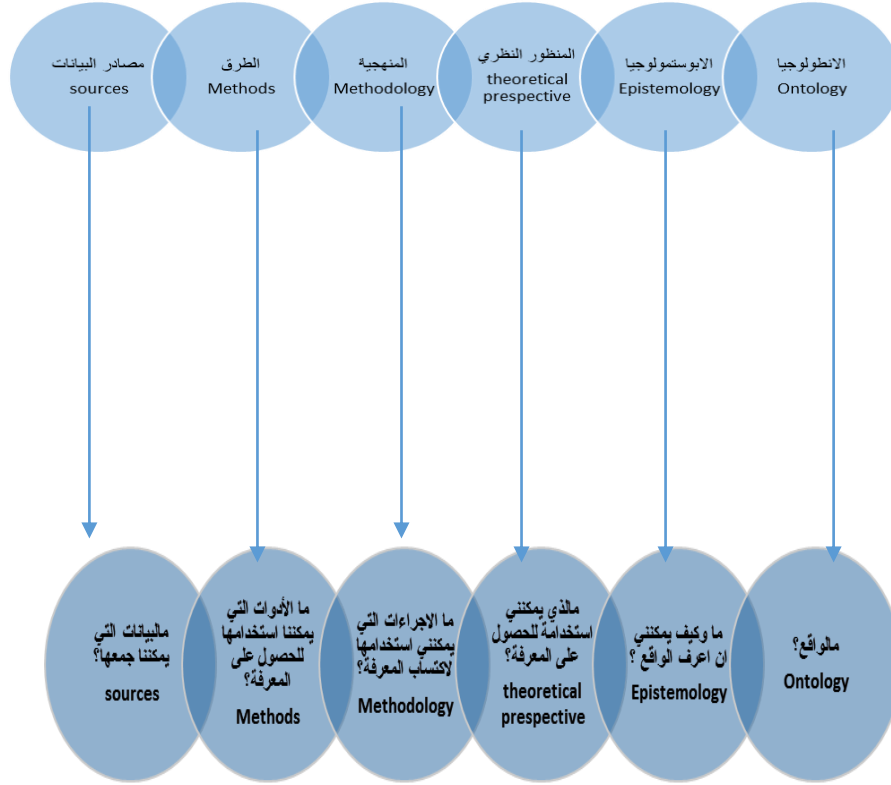 الانطولوجيا
Ontology
الابوستمولوجيا
Epistemology
المنظور النظري
theoretical
prespective
المنهجية
Methodology
الطرق
Methods
مصادر البيانات
sources
مالواقع؟
Ontology
ما وكيف يمكنني
ان اعرف الواقع ؟
Epistemology
مالذي يمكنني
استخدامة للحصول
على المعرفة؟
theoretical
prespective
ما الاجراءات التي
يمكنني استخدامها
لاكتساب المعرفة؟
Methodology
ما الأدوات التي
يمكننا استخدامها
للحصول على
المعرفة؟
Methods
مالبيانات التي
يمكننا جمعها؟
sources